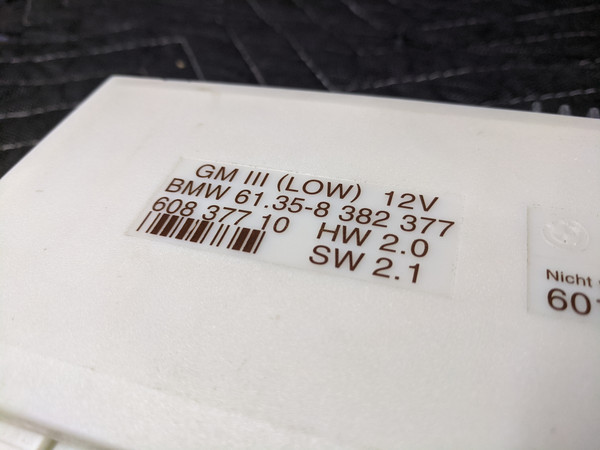 GM III (LOW) 12V
BMW 61.35-8 382 377
608 377 10 HW 2.0
SW 2.1
Nicht
601